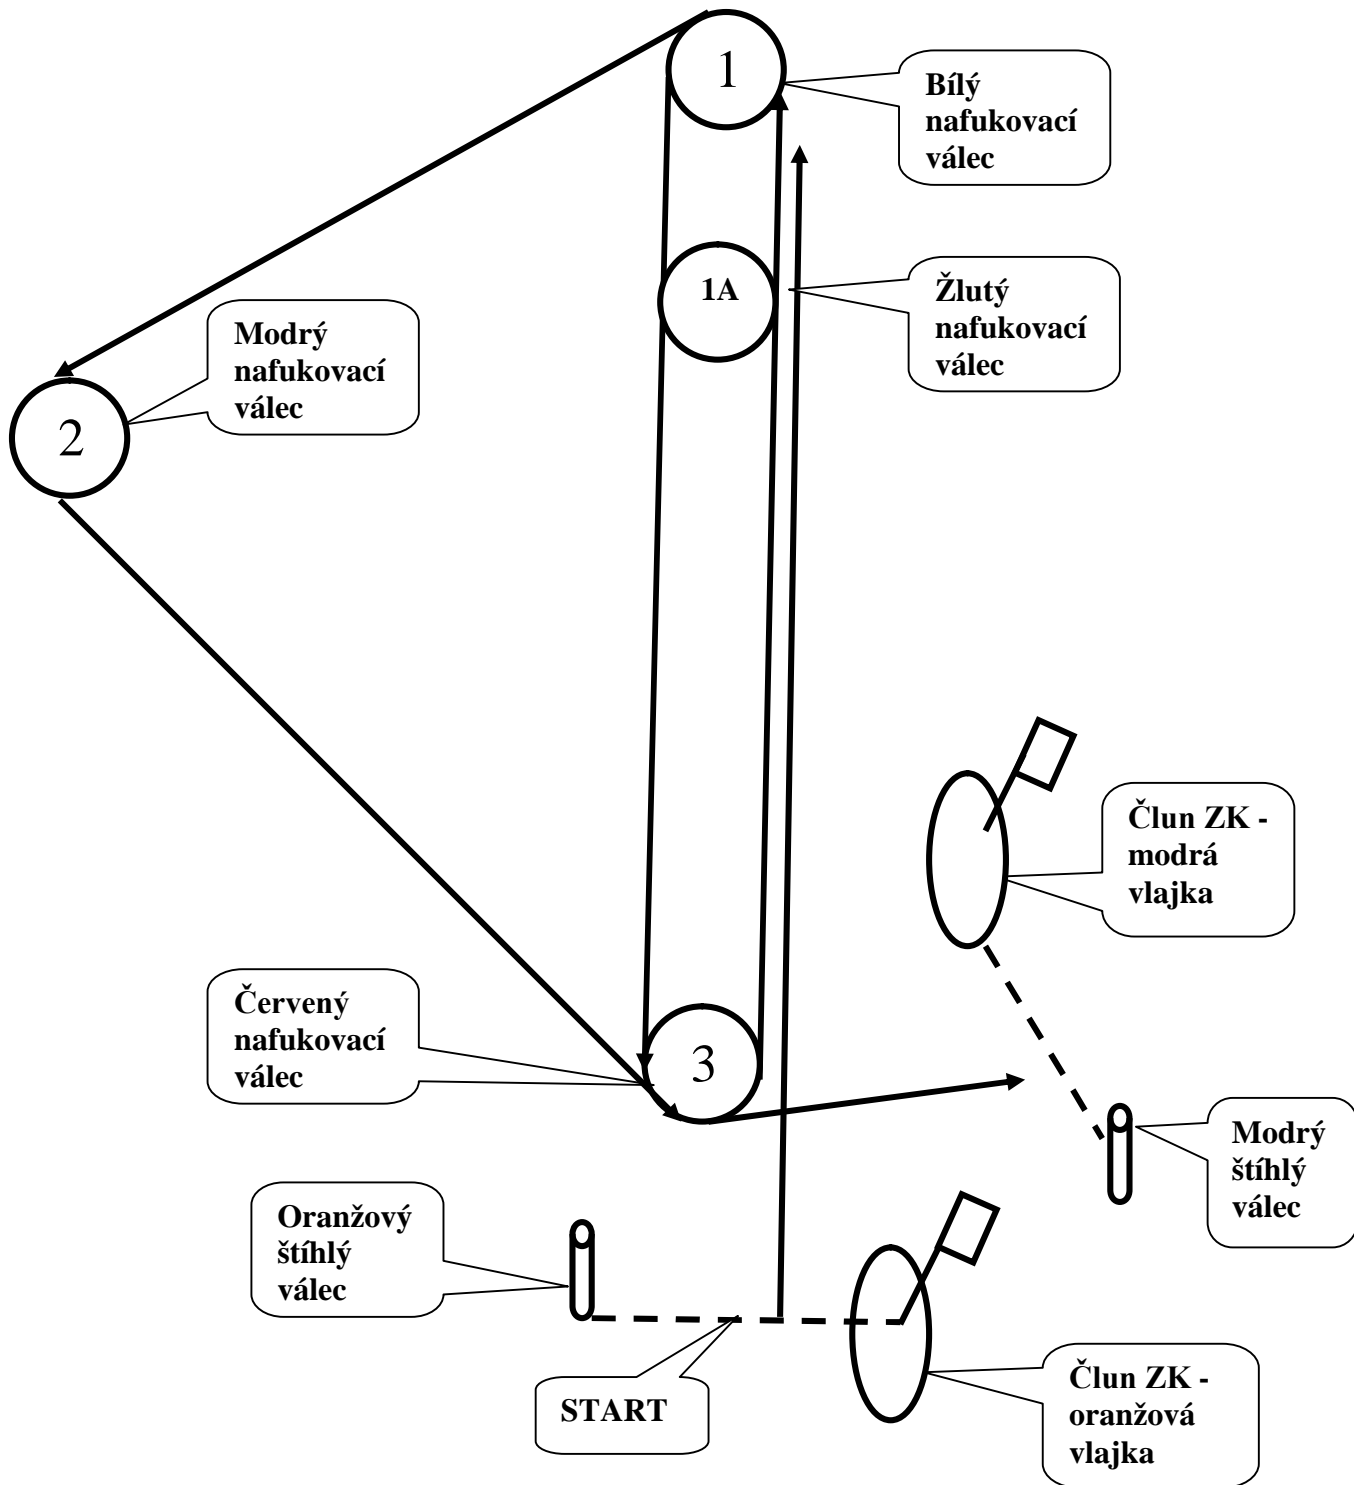 1
Bílý
nafukovací
válec
1A
Žlutý
nafukovací
válec
Modrý
nafukovací
válec
2
Člun ZK -
modrá
vlajka
Červený
nafukovací
válec
3
Modrý
štíhlý
válec
Oranžový
štíhlý
válec
START
Člun ZK -
oranžová
vlajka